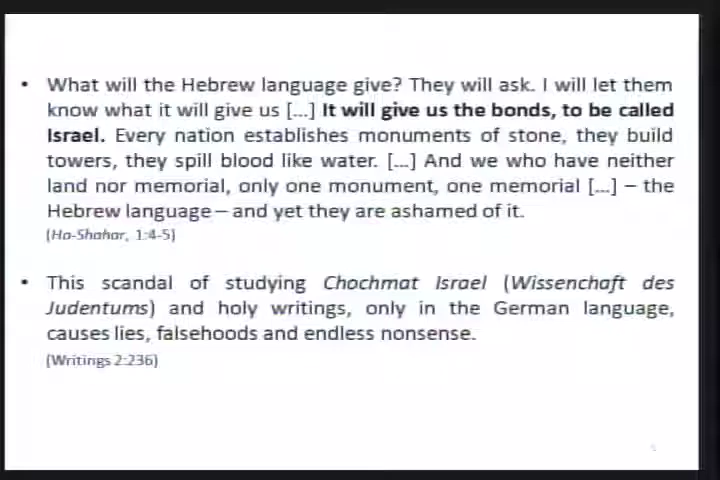 • What will the Hebrew language give? They will ask. I will let them
know what it will give us [...] It will give us the bonds, to be called
Israel. Every nation establishes monuments of stone, they build
towers, they spill blood like water. [...] And we who have neither
land nor memorial, only one monument, one memorial [...] – the
Hebrew language – and yet they are ashamed of it.
(Ha-Shahar, 1:4-5)
• This scandal of studying Chochmat Israel (Wissenchaft des
Judentums) and holy writings, only in the German language,
causes lies, falsehoods and endless nonsense.
(Writings 2:236)